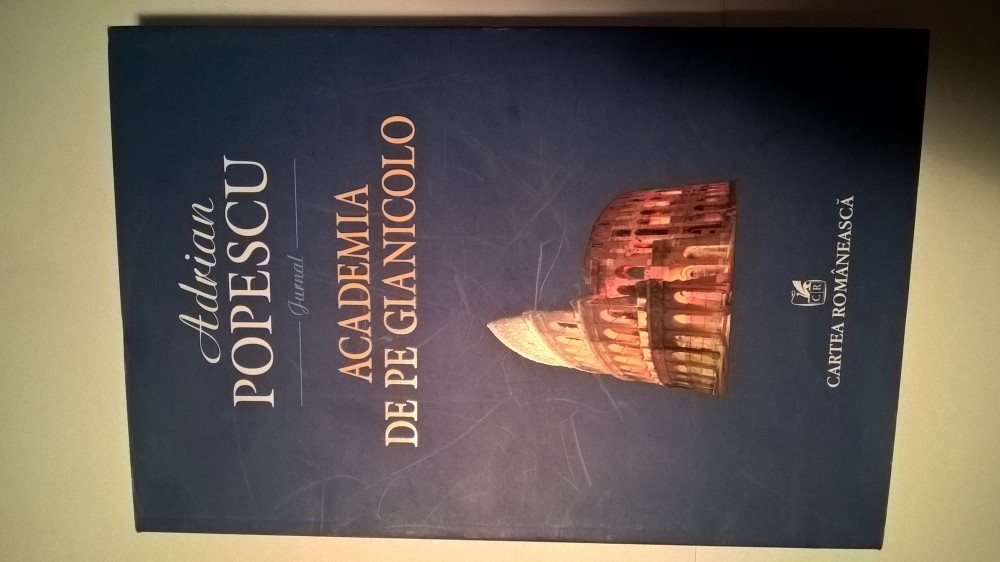 Adrian
POPESCU
Jurnal
ACADEMIA
DE PE GIANICOLO
CR
CARTEA ROMÂNEASCĂ